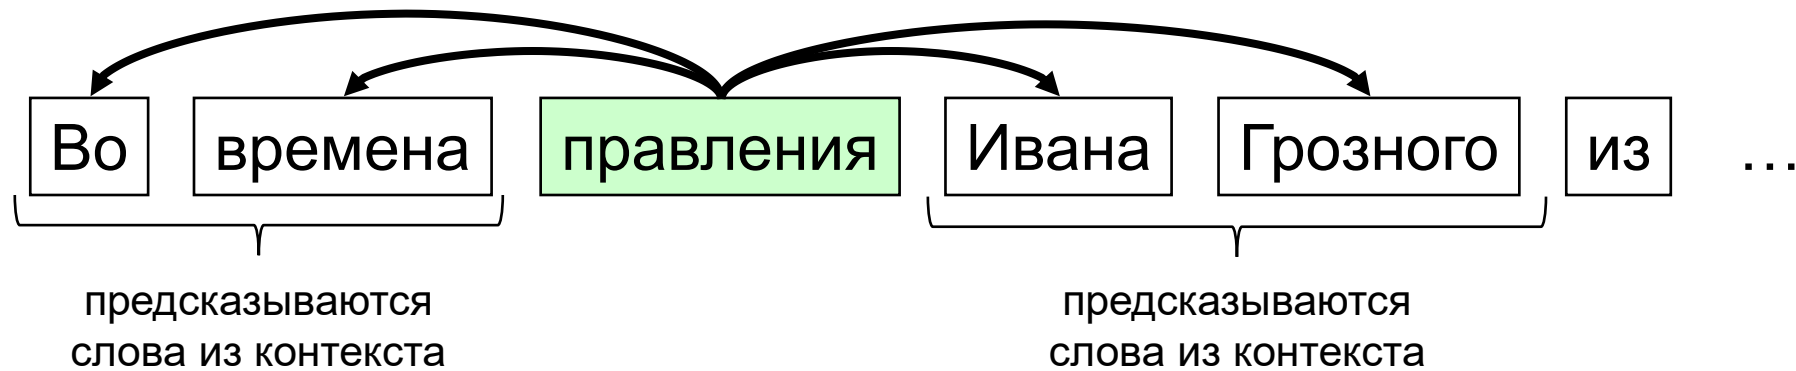 Во времена правления Ивана Грозного из ...
предсказываются
слова из контекста
предсказываются
слова из контекста